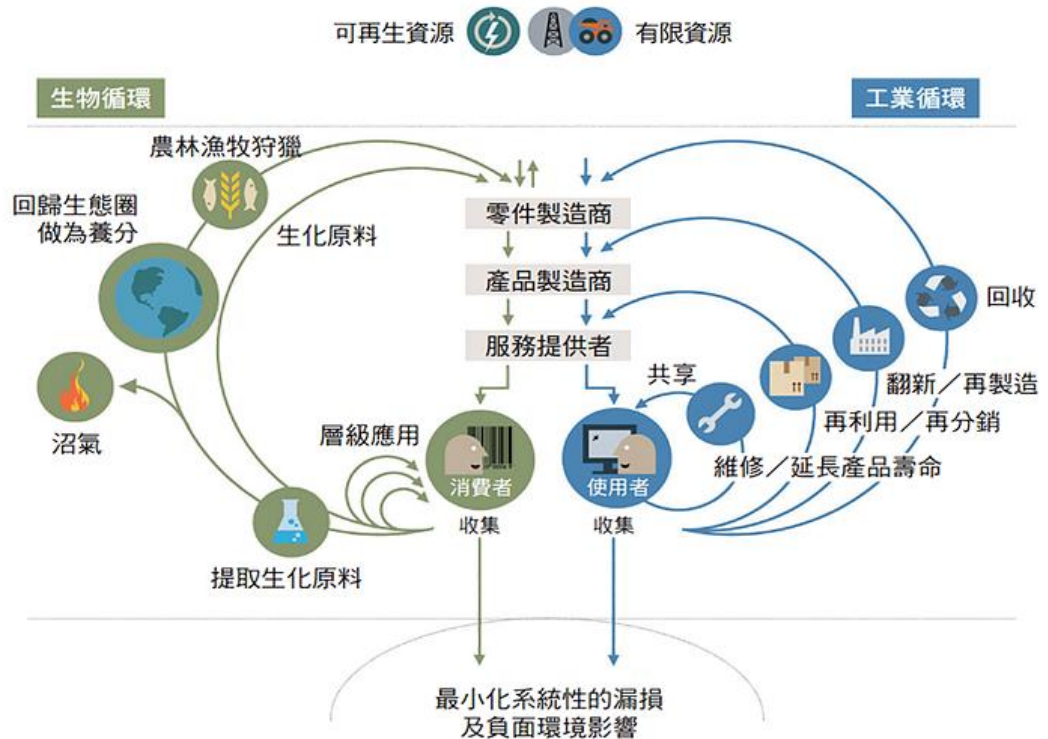 可再生資源
有限資源
生物循環
工業循環
農林漁牧狩獵
回歸生態圈
做為養分
生化原料
零件製造商
產品製造商
服務提供者
回收
共享
翻新／再製造
再利用／再分銷
維修／延長產品壽命
沼氣
層級應用
消費者
使用者
收集
收集
提取生化原料
最小化系統性的漏損
及負面環境影響